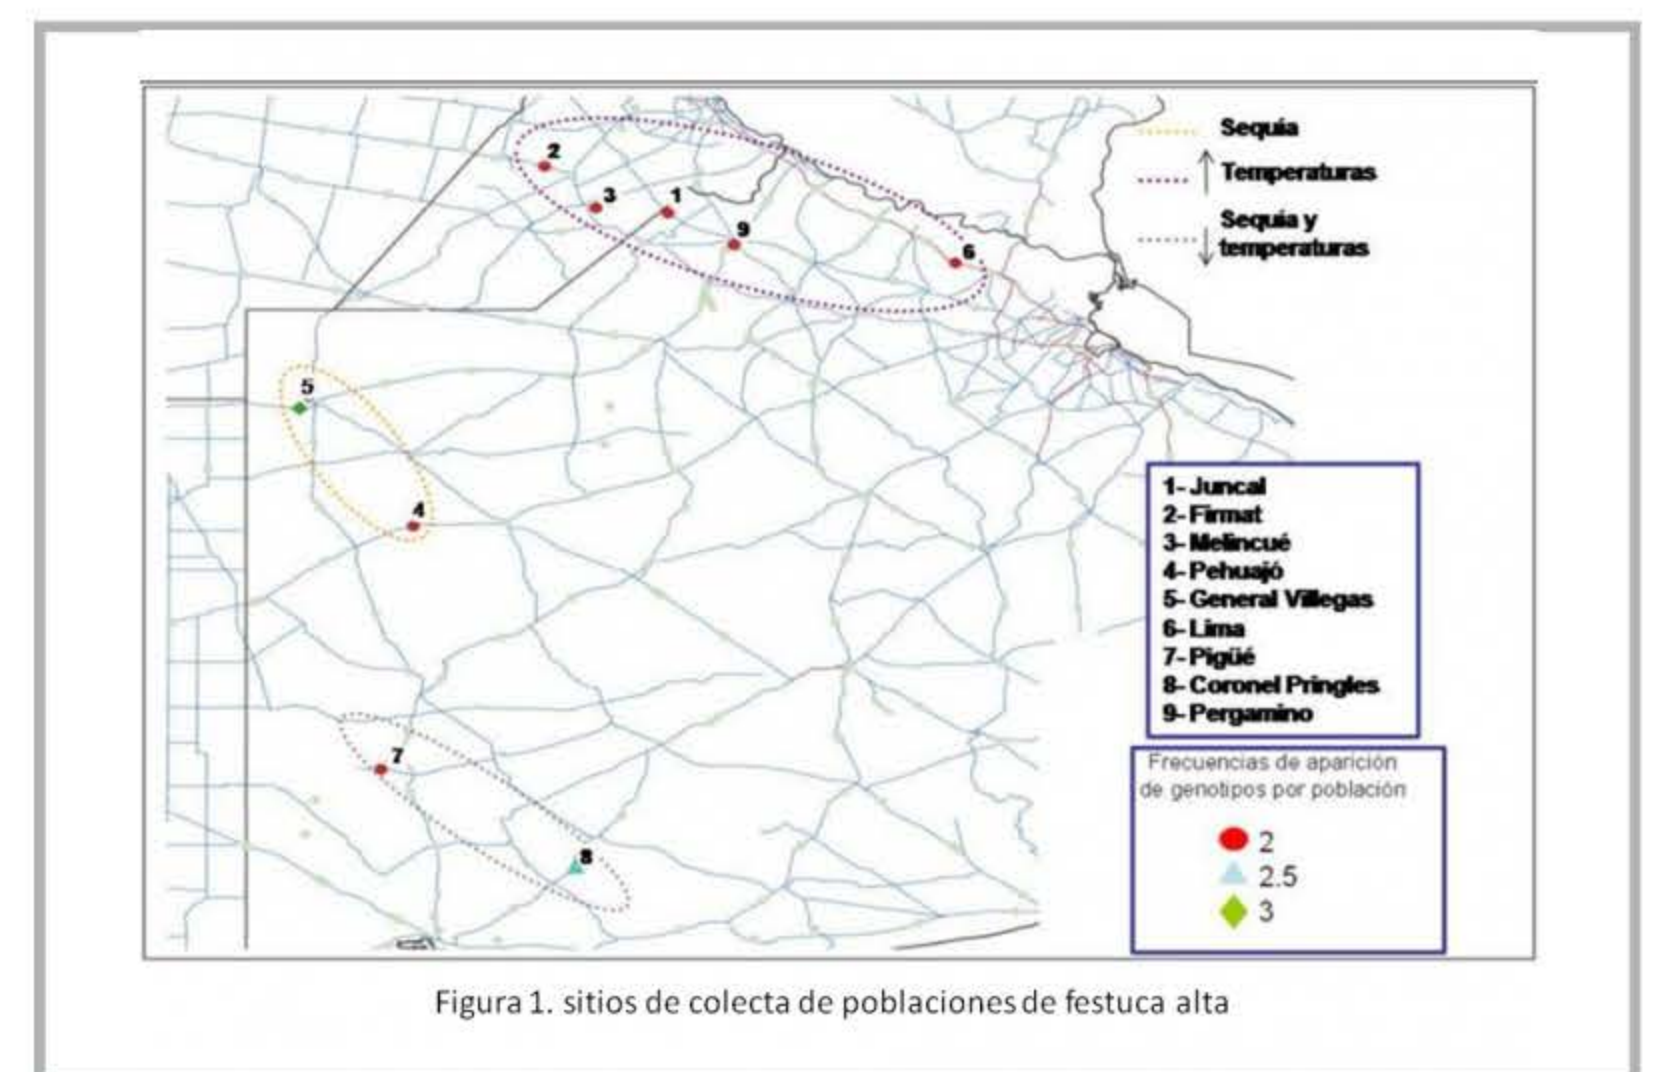 2
3
1
9
6
5
4
7
8
Sequía
Temperaturas
Sequía y
temperaturas
1- Juncal
2- Firmat
3- Melincué
4- Pehuajó
5- General Villegas
6- Lima
7- Pigüé
8- Coronel Pringles
9- Pergamino
Frecuencias de aparición
de genotipos por población
2
2.5
3
Figura 1. sitios de colecta de poblaciones de festuca alta